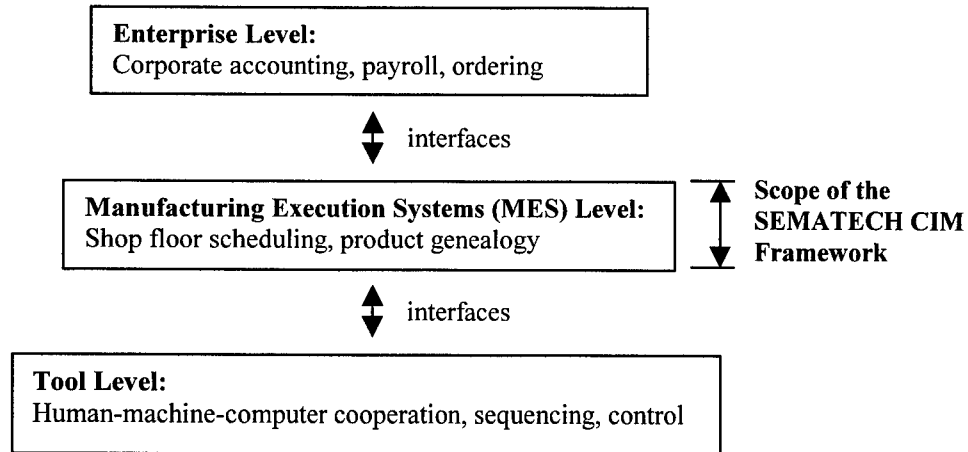 Enterprise Level:
Corporate accounting, payroll, ordering
interfaces
Manufacturing Execution Systems (MES) Level:
Shop floor scheduling, product genealogy
Scope of the
SEMATECH CIM
Framework
interfaces
Tool Level:
Human-machine-computer cooperation, sequencing, control